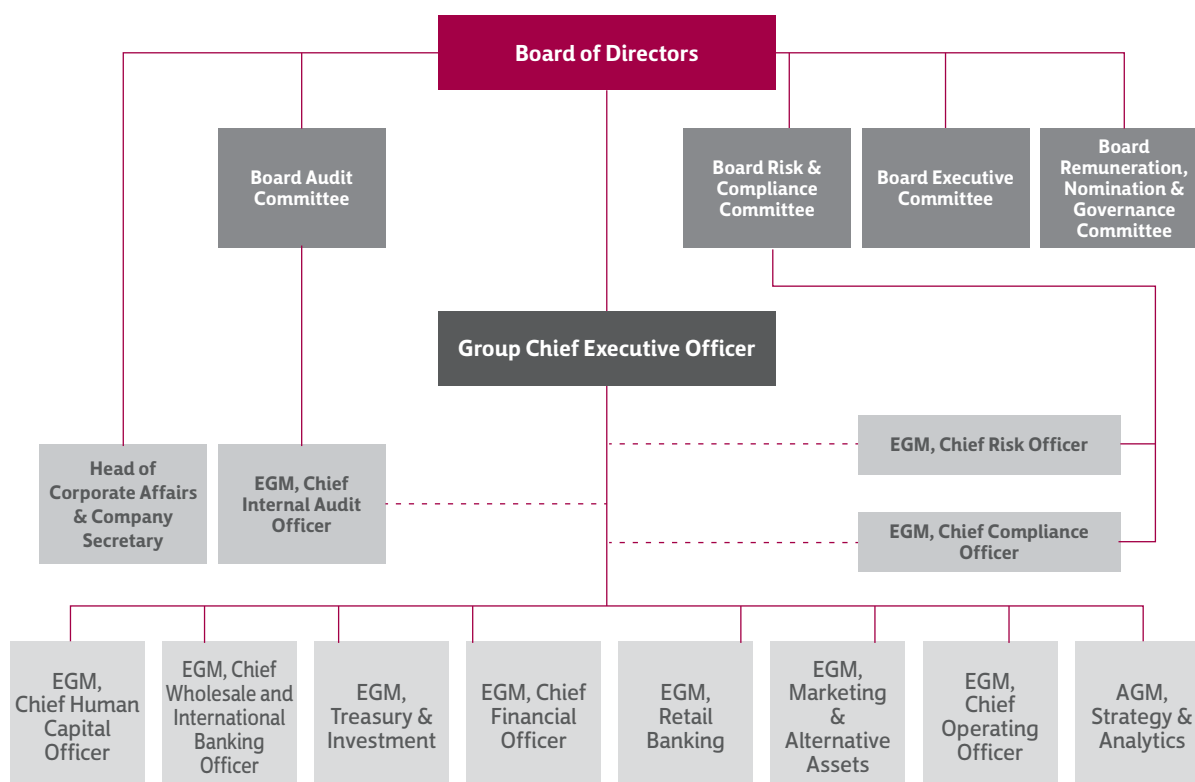 Board of Directors
Board Audit
Committee
Board Risk &
Compliance
Committee
Board Executive
Committee
Board
Remuneration,
Nomination &
Governance
Committee
Group Chief Executive Officer
Head of
Corporate Affairs
& Company
Secretary
EGM, Chief
Internal Audit
Officer
EGM, Chief Risk Officer
EGM, Chief Compliance
Officer
EGM,
Chief Human
Capital
Officer
EGM, Chief
Wholesale and
International
Banking
Officer
EGM,
Treasury &
Investment
EGM, Chief
Financial
Officer
EGM,
Retail
Banking
EGM,
Marketing
&
Alternative
Assets
EGM,
Chief
Operating
Officer
AGM,
Strategy &
Analytics